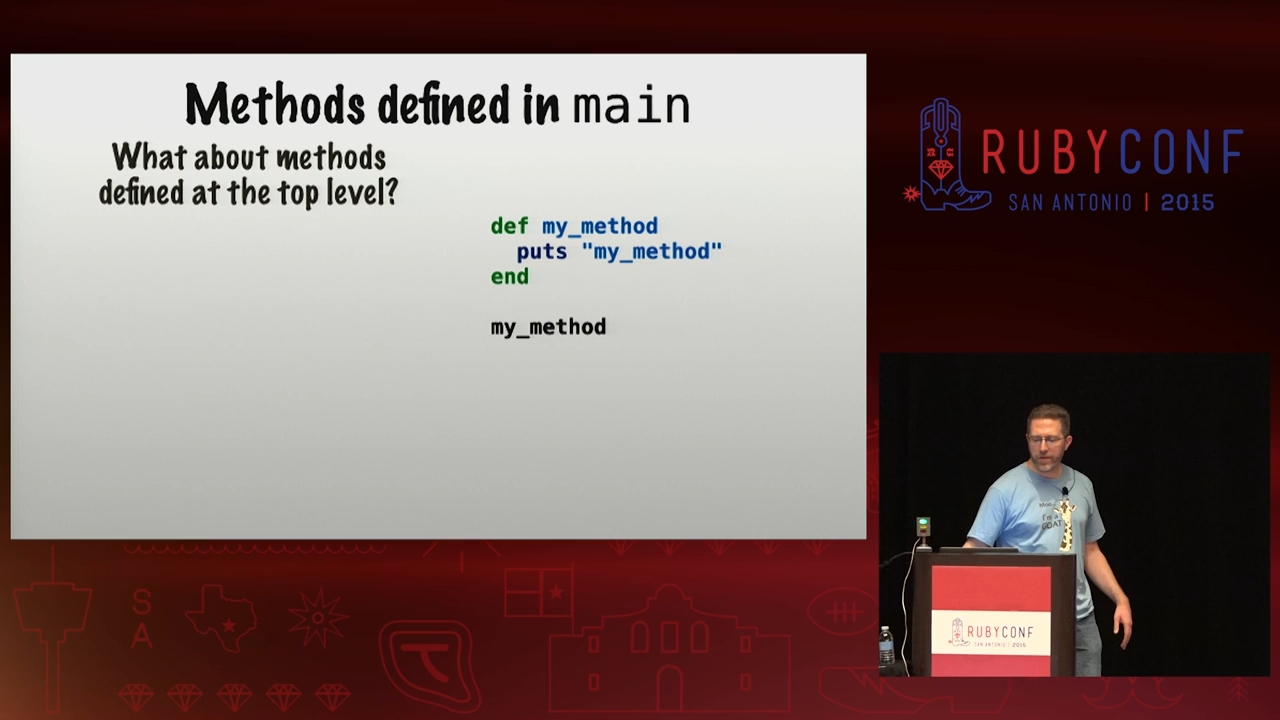 Methods defined in main
What about methods
defined at the top level?
def my_method
  puts "my_method"
end
my_method
RUBYCONF
SAN ANTONIO | 2015
I'm a
GOAT
RUBYCONF
SAN ANTONIO | 2015
S
A